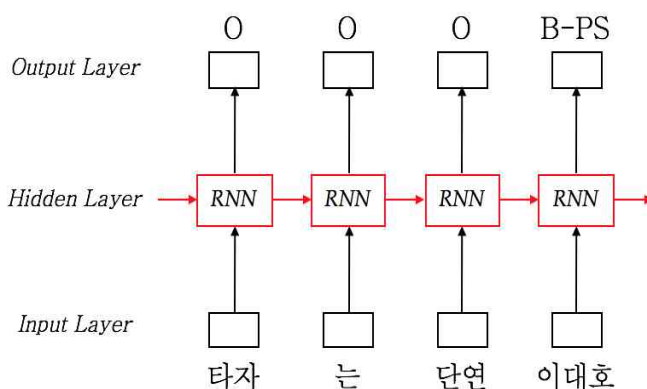 O O O B-PS
Output Layer
Hidden Layer RNN RNN RNN RNN
Input Layer
타자 는 단연 이대호